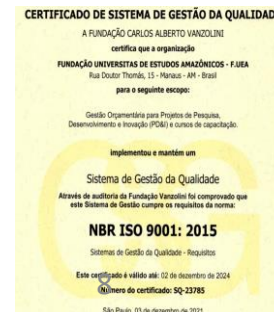 CERTIFICADO DE SISTEMA DE GESTÃO DA QUALIDAD
A FUNDAÇÃO CARLOS ALBERTO VANZOLINI
certifica que a organização
FUNDAÇÃO UNIVERSITAS DE ESTUDOS AMAZÔNICOS - F.UEA
Rua Doutor Thomás, 15 - Manaus - AM - Brasil
para o seguinte escopo:
Gestão Orçamentária para Projetos de Pesquisa,
Desenvolvimento e Inovação (PD&I) e cursos de capacitação.
implementou e mantém um
Sistema de Gestão da Qualidade
Através de auditoria da Fundação Vanzolini foi comprovado que
este Sistema de Gestão cumpre os requisitos da norma:
NBR ISO 9001: 2015
Sistemas de Gestão da Qualidade - Requisitos
Este certificado é válido até: 02 de dezembro de 2024
8
Número do certificado: SQ-23785
São Paulo, 03 de dezembro de 2021